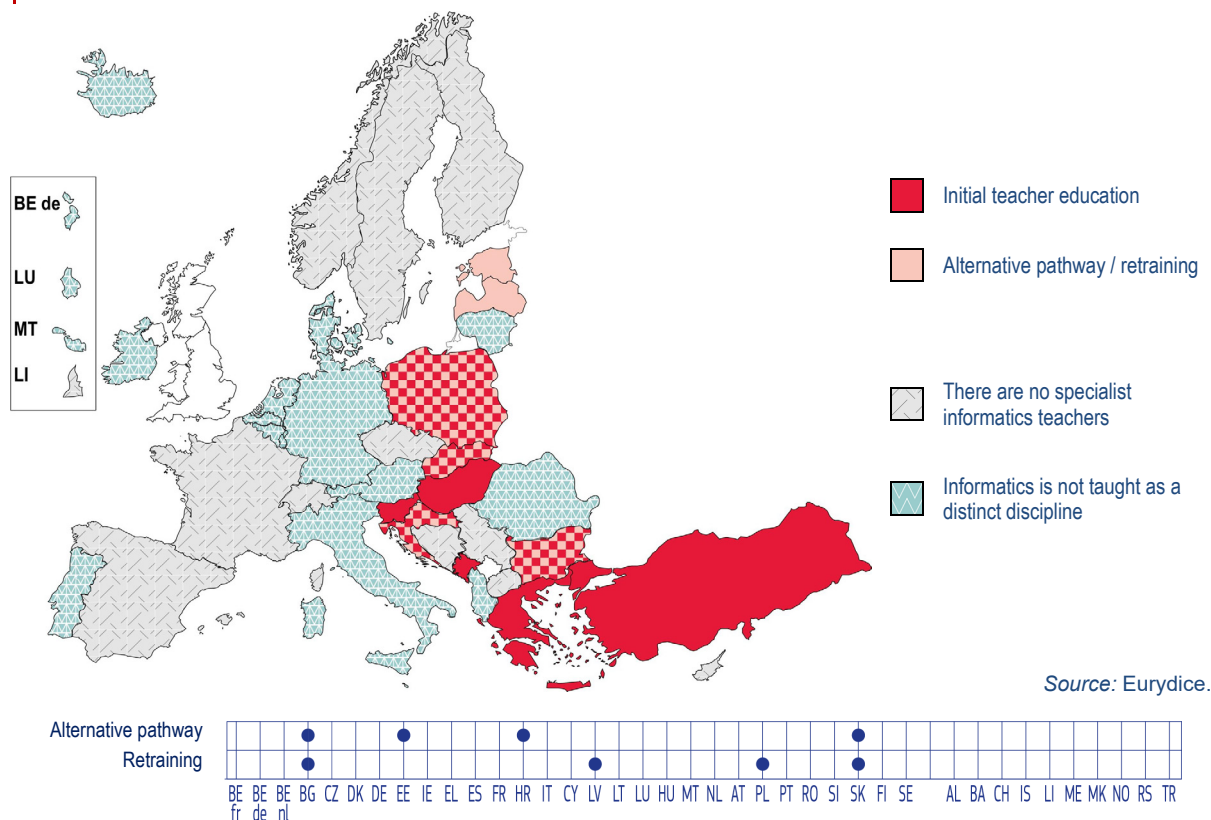 BE de
LU
MT
LI
Initial teacher education
Alternative pathway / retraining
There are no specialist
informatics teachers
Informatics is not taught as a
distinct discipline
Source: Eurydice.
Alternative pathway
Retraining
BE fr BE de BE nl BG CZ DK DE EE IE EL ES FR HR IT CY LV LT LU HU MT NL AT PL PT RO SI SK FI SE AL BA CH IS LI ME MK NO RS TR